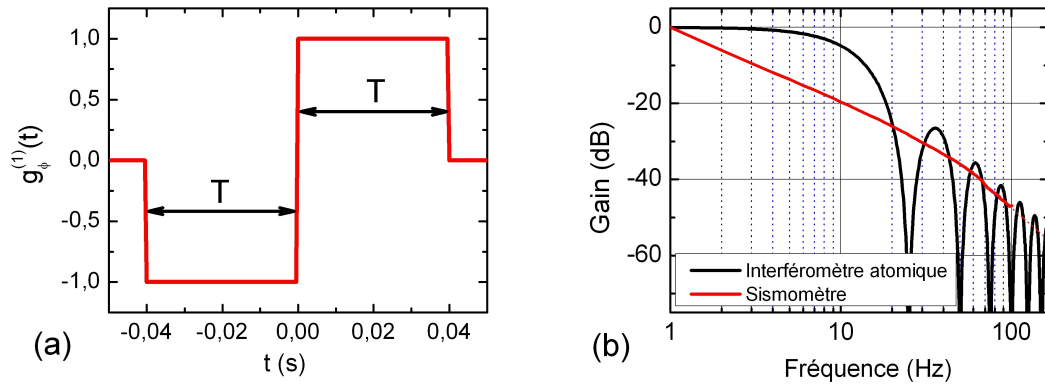 1,0
0,5
0,0
-0,5
-1,0
g_φ^(1)(t)
T
T
-0,04 -0,02 0,00 0,02 0,04
t (s)
(a)
0
-20
-40
-60
Gain (dB)
Interféromètre atomique
Sismomètre
1 10 100
Fréquence (Hz)
(b)